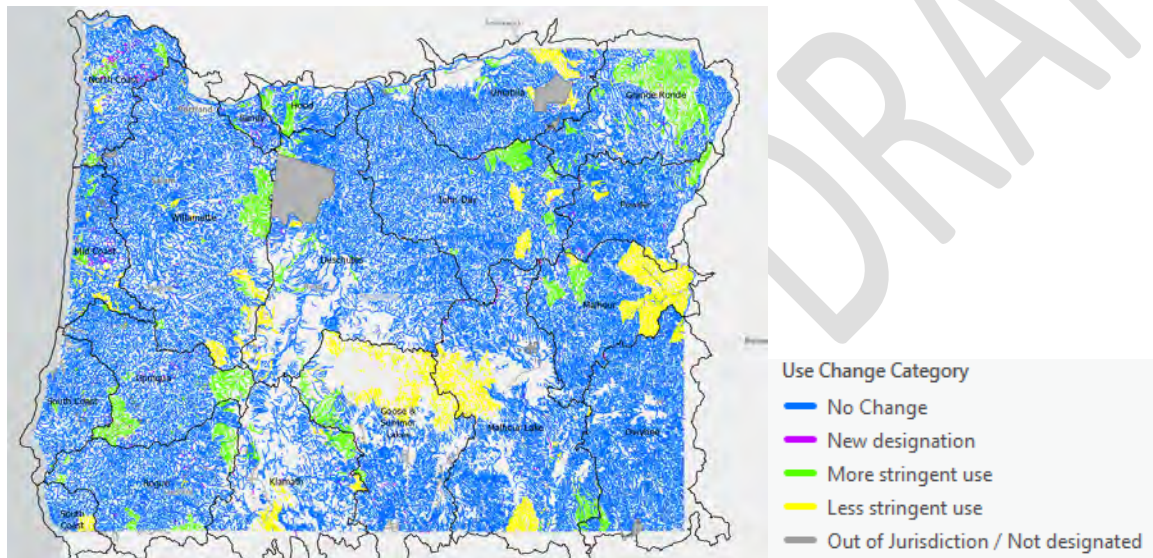 DRA
North Coast
Portland
Sandy
Hood
Umatilla
Grande Ronde
Willamette
John Day
Powder
Mid Coast
Deschutes
Malheur
Umpqua
South Coast
Goose &
Summer
Lakes
Malheur Lake
Owyhee
Rogue
Klamath
South
Coast
Use Change Category
No Change
New designation
More stringent use
Less stringent use
Out of Jurisdiction / Not designated